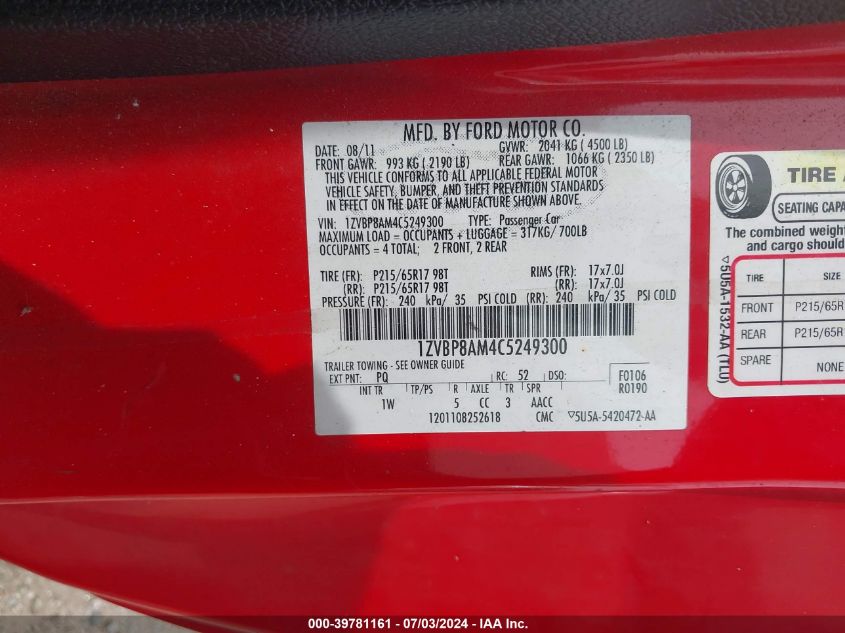 MFD. BY FORD MOTOR CO.
DATE: 08/11 GVWR: 2041 KG (4500 LB)
FRONT GAWR: 993 KG (2190 LB) REAR GAWR: 1066 KG (2350 LB)
THIS VEHICLE CONFORMS TO ALL APPLICABLE FEDERAL MOTOR
VEHICLE SAFETY, BUMPER, AND THEFT PREVENTION STANDARDS
IN EFFECT ON THE DATE OF MANUFACTURE SHOWN ABOVE.
VIN: 1ZVBP8AM4C5249300 TYPE: Passenger Car
MAXIMUM LOAD = OCCUPANTS + LUGGAGE = 317KG/700LB
OCCUPANTS = 4 TOTAL; 2 FRONT, 2 REAR
TIRE (FR): P215/65R17 98T RIMS (FR): 17x7.0J
(RR): P215/65R17 98T (RR): 17x7.0J
PRESSURE (FR): 240 kPa/ 35 PSI COLD (RR): 240 kPa/ 35 PSI COLD
1ZVBP8AM4C5249300
TRAILER TOWING - SEE OWNER GUIDE
EXT PNT: PQ RC: 52 DSO: F0106
INT TR TP/PS R AXLE TR SPR R0190
1W 5 CC 3 AACC
1201108252618 CMC ▽5U5A-5420472-AA
TIRE
SEATING
The combined weight
and cargo should
▽5U5A-1532-AA (TLU)
TIRE SIZE
FRONT P215/65R
REAR P215/65R
SPARE NONE
000-39781161 - 07/03/2024 - IAA Inc.